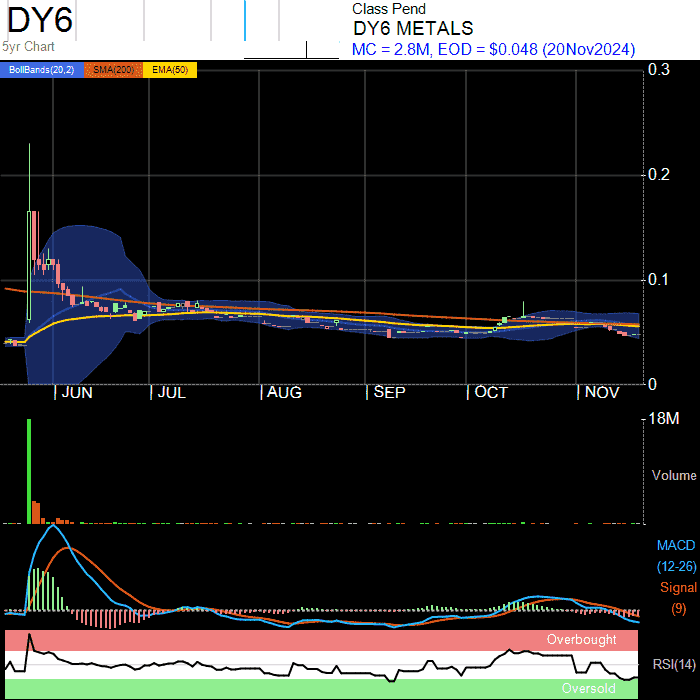 DY6
5yr Chart
Class Pend
DY6 METALS
MC = 2.8M, EOD = $0.048 (20Nov2024)
BollBands(20,2) SMA(200) EMA(50)
0.3
0.2
0.1
0
JUN JUL AUG SEP OCT NOV
18M
Volume
MACD
(12-26)
Signal
(9)
Overbought
RSI(14)
Oversold